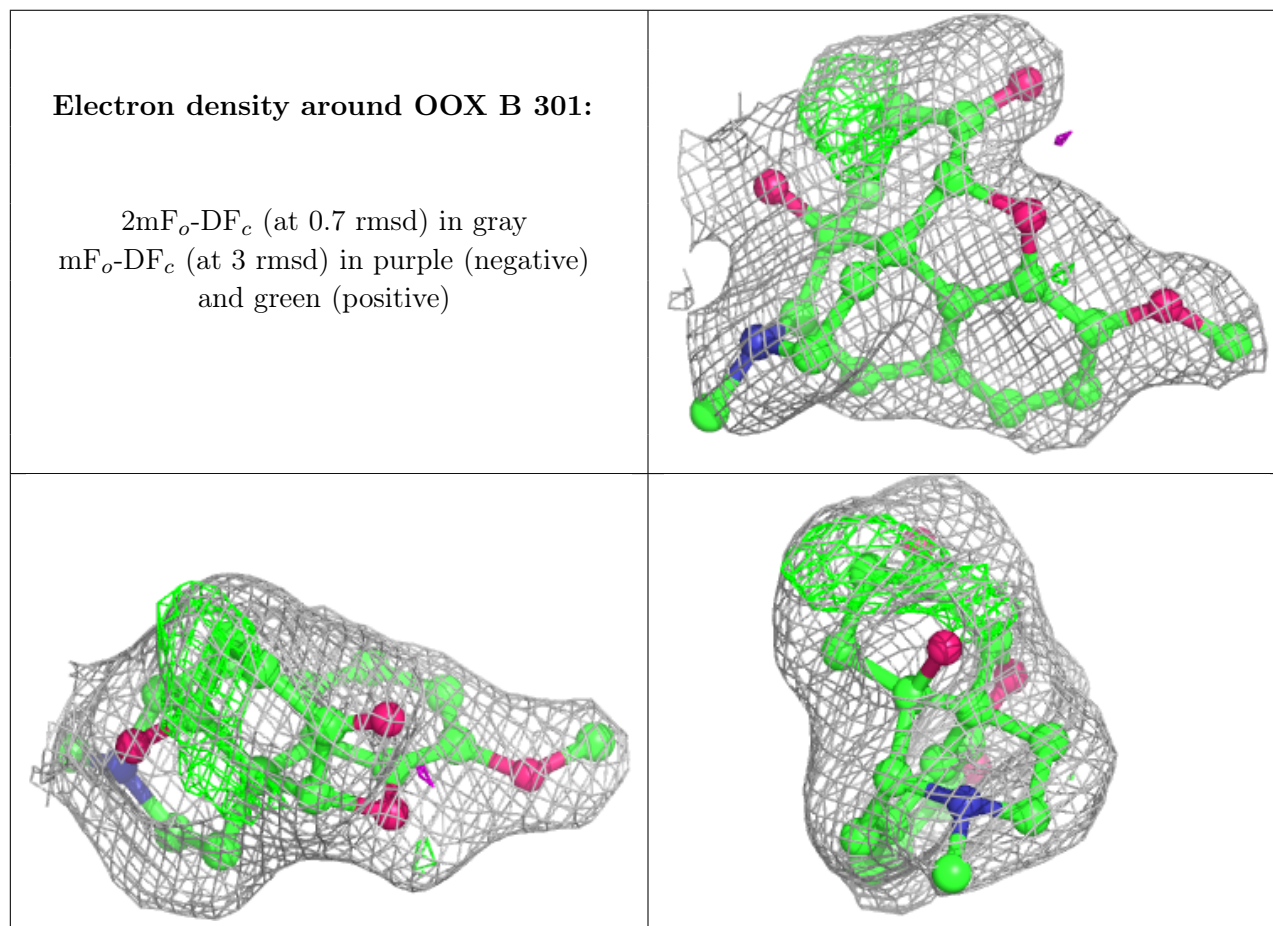 Electron density around OOX B 301:
2mFo-DFc (at 0.7 rmsd) in gray
mFo-DFc (at 3 rmsd) in purple (negative)
and green (positive)